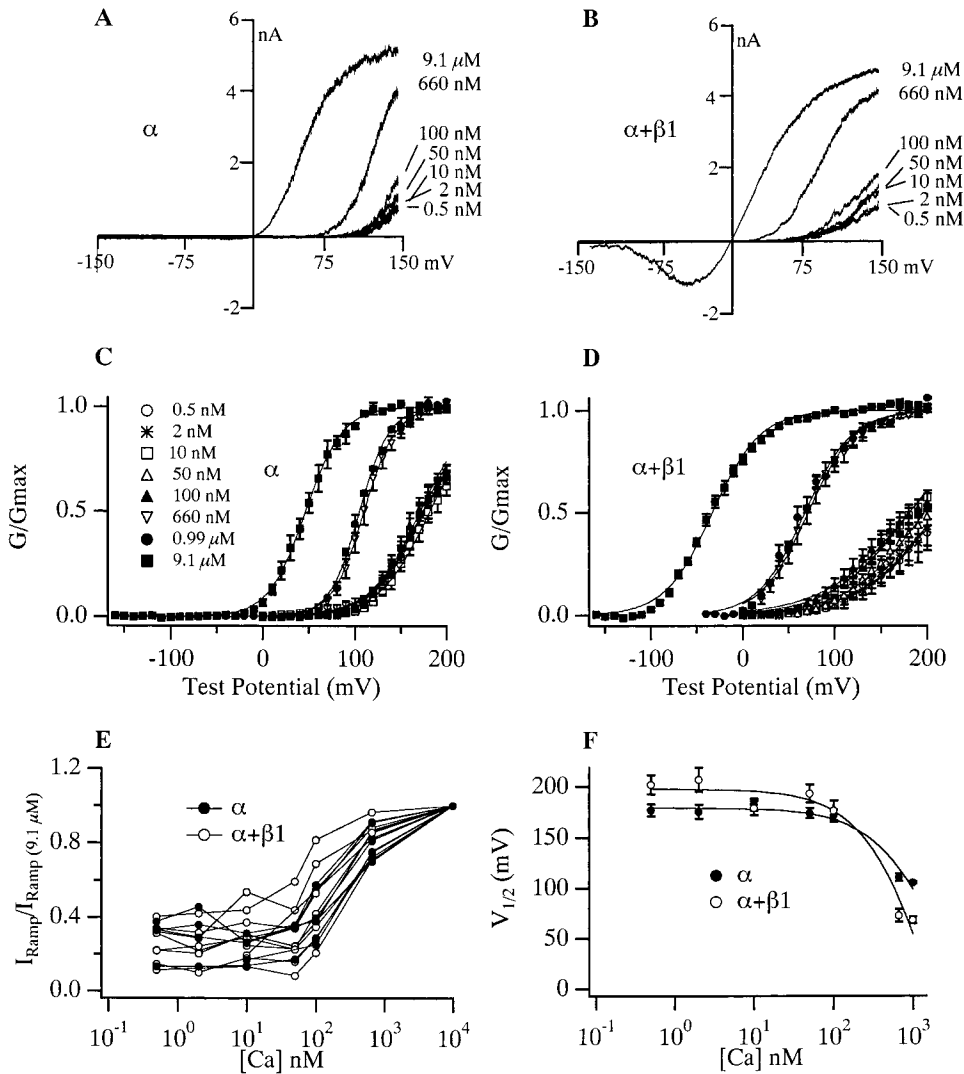 A
6
nA
9.1 µM
660 nM
4
α
100 nM
50 nM
10 nM
2 nM
0.5 nM
2
-150
-75
75
150 mV
-2
B
6
nA
9.1 µM
660 nM
4
α+β1
100 nM
50 nM
10 nM
2 nM
0.5 nM
2
-150
-75
75
150 mV
-2
C
1.0
0.5
0.0
G/Gmax
0.5 nM
2 nM
10 nM
50 nM
100 nM
660 nM
0.99 µM
9.1 µM
α
-100
0
100
200
Test Potential (mV)
D
1.0
0.5
0.0
G/Gmax
α+β1
-100
0
100
200
Test Potential (mV)
E
1.2
0.8
0.4
0.0
I Ramp/I Ramp (9.1 µM)
α
α+β1
10-1
100
101
102
103
104
[Ca] nM
F
200
150
100
50
0
V1/2 (mV)
α
α+β1
10-1
100
101
102
103
[Ca] nM